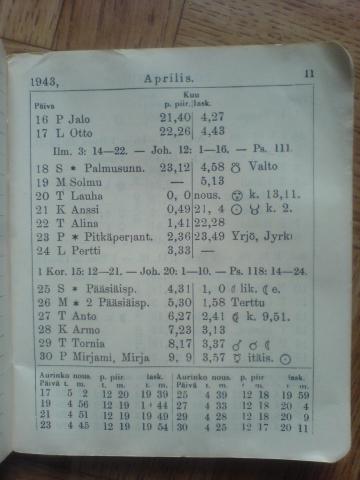 1943, Aprilis. 11
Kuu
Päivä p. piir. lask.
16 P Jalo 21,40 4,27
17 L Otto 22,26 4,43
Ilm. 3: 14—22. — Joh. 12: 1—16. — Ps. 111.
18 S * Palmusunn. 23,12 4,58 ♉ Valto
19 M Solmu — 5,13
20 T Lauha 0, 0 nous. k. 13,11.
21 K Anssi 0,49 21, 4 ☉ ♉ k. 2.
22 T Alina 1,41 22,28
23 P * Pitkäperjant. 2,36 23,49 Yrjö, Jyrki
24 L Pertti 3,33 —
1 Kor. 15: 12—21. — Joh. 20: 1—10. — Ps. 118: 14—24.
25 S * Pääsiäisp. 4,31 1, 0 lik. ☾e.
26 M * 2 Pääsiäisp. 5,30 1,58 Terttu
27 T Anto 6,27 2,41 k. 9,51.
28 K Armo 7,23 3,13
29 T Tornia 8,17 3,37 ♂ ☌ ☾
30 P Mirjami, Mirja 9, 9 3,57 ☿ itäis. ☉
Aurinko nous. p. piir. lask. Aurinko nous. p. piir. lask.
Päivä t. m. t. m. t. m. Päivä t. m. t. m. t. m.
17 5 2 12 20 19 39 25 4 39 12 18 19 59
19 4 56 12 19 19 44 27 4 33 12 18 20 4
21 4 51 12 19 19 49 29 4 28 12 18 20 9
23 4 45 12 19 19 54 30 4 25 12 17 20 11